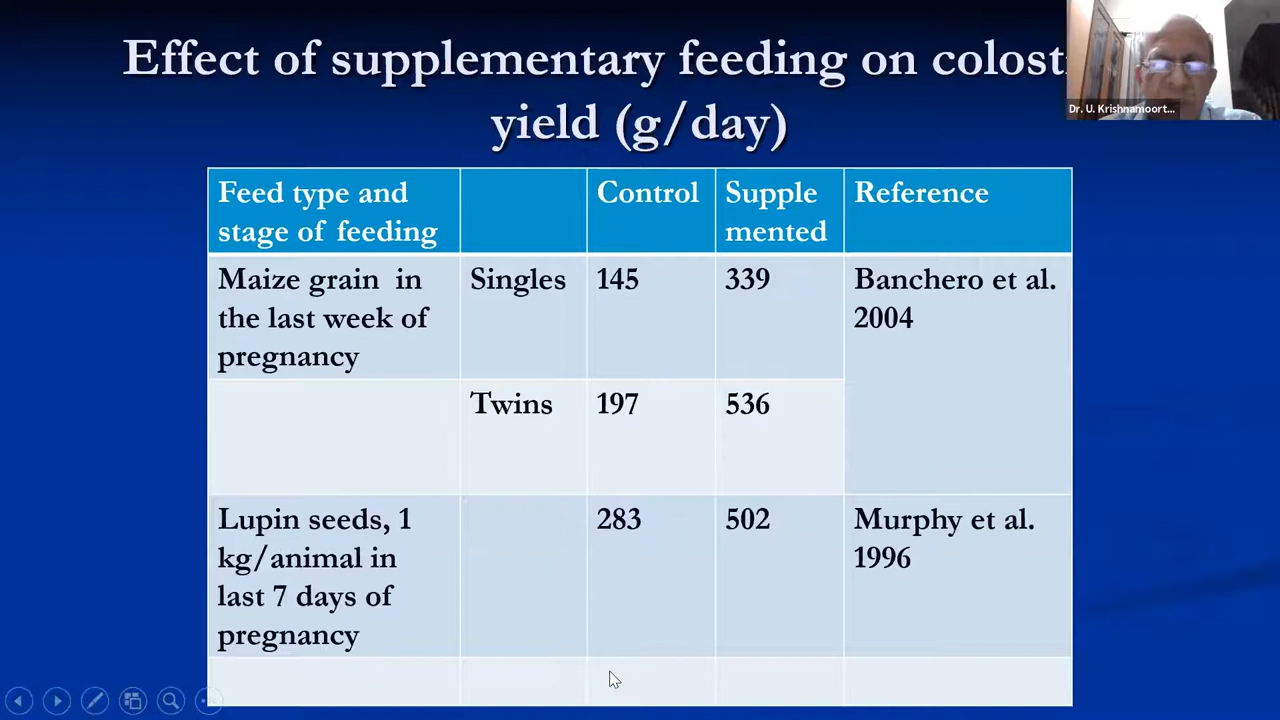 Effect of supplementary feeding on
yield (g/day)
Dr. U. Krishnamoort...
Feed type and
stage of feeding
Control
Supple
mented
Reference
Maize grain in
the last week of
pregnancy
Singles
145
339
Banchero et al.
2004
Twins
197
536
Lupin seeds, 1
kg/animal in
last 7 days of
pregnancy
283
502
Murphy et al.
1996